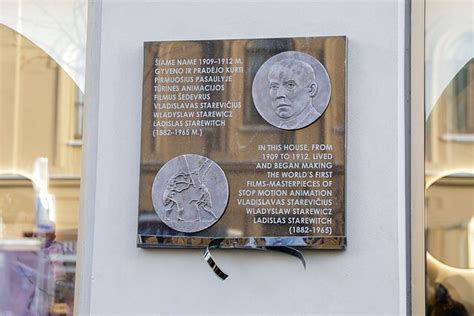 ŠIAME NAME 1909–1912 M.
GYVENO IR PRADĖJO KURTI
PIRMUOSIUS PASAULYJE
TŪRINĖS ANIMACIJOS
FILMUS ŠEDEVRUS
VLADISLAVAS STAREVIČIUS
WŁADYSŁAW STAREWICZ
LADISLAS STAREWITCH
(1882–1965 M.)
IN THIS HOUSE, FROM
1909 TO 1912, LIVED
AND BEGAN MAKING
THE WORLD'S FIRST
FILMS-MASTERPIECES OF
STOP MOTION ANIMATION
VLADISLAVAS STAREVIČIUS
WŁADYSŁAW STAREWICZ
LADISLAS STAREWITCH
(1882-1965)